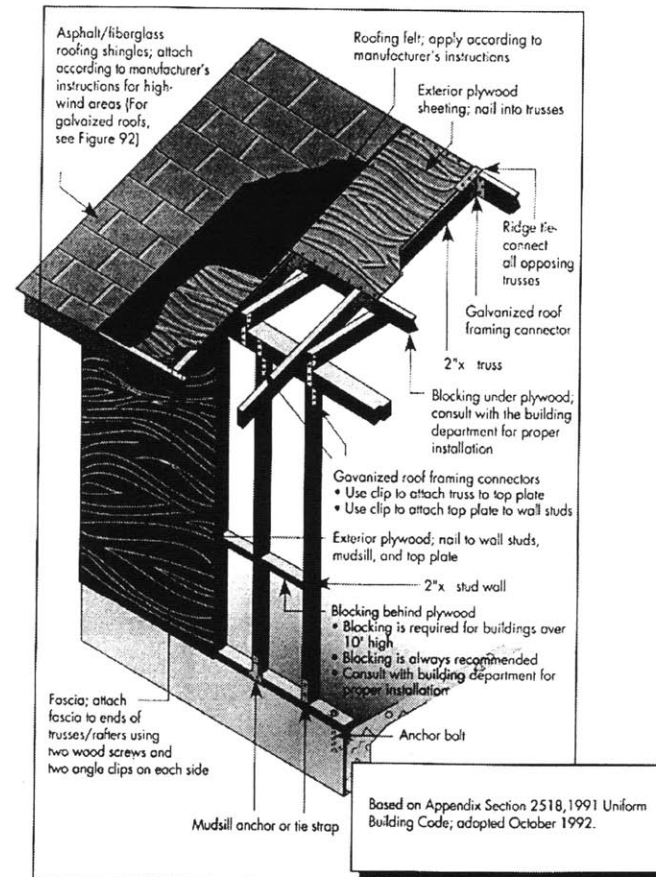 Asphalt/fiberglass
roofing shingles; attach
according to manufacturer's
instructions for high-
wind areas (For
galvaized roofs,
see Figure 92)
Roofing felt; apply according to
manufacturer's instructions
Exterior plywood
sheeting; nail into trusses
Ridge tie-
connect
all opposing
trusses
Galvanized roof
framing connector
2"x truss
Blocking under plywood;
consult with the building
department for proper
installation
Gavanized roof framing connectors
• Use clip to attach truss to top plate
• Use clip to attach top plate to wall studs
Exterior plywood; nail to wall studs,
mudsill, and top plate
2"x stud wall
Blocking behind plywood
• Blocking is required for buildings over
10' high
• Blocking is always recommended
• Consult with building department for
proper installation
Fascia; attach
fascia to ends of
trusses/rafters using
two wood screws and
two angle clips on each side
Anchor bolt
Mudsill anchor or tie strap
Based on Appendix Section 2518,1991 Uniform
Building Code; adopted October 1992.